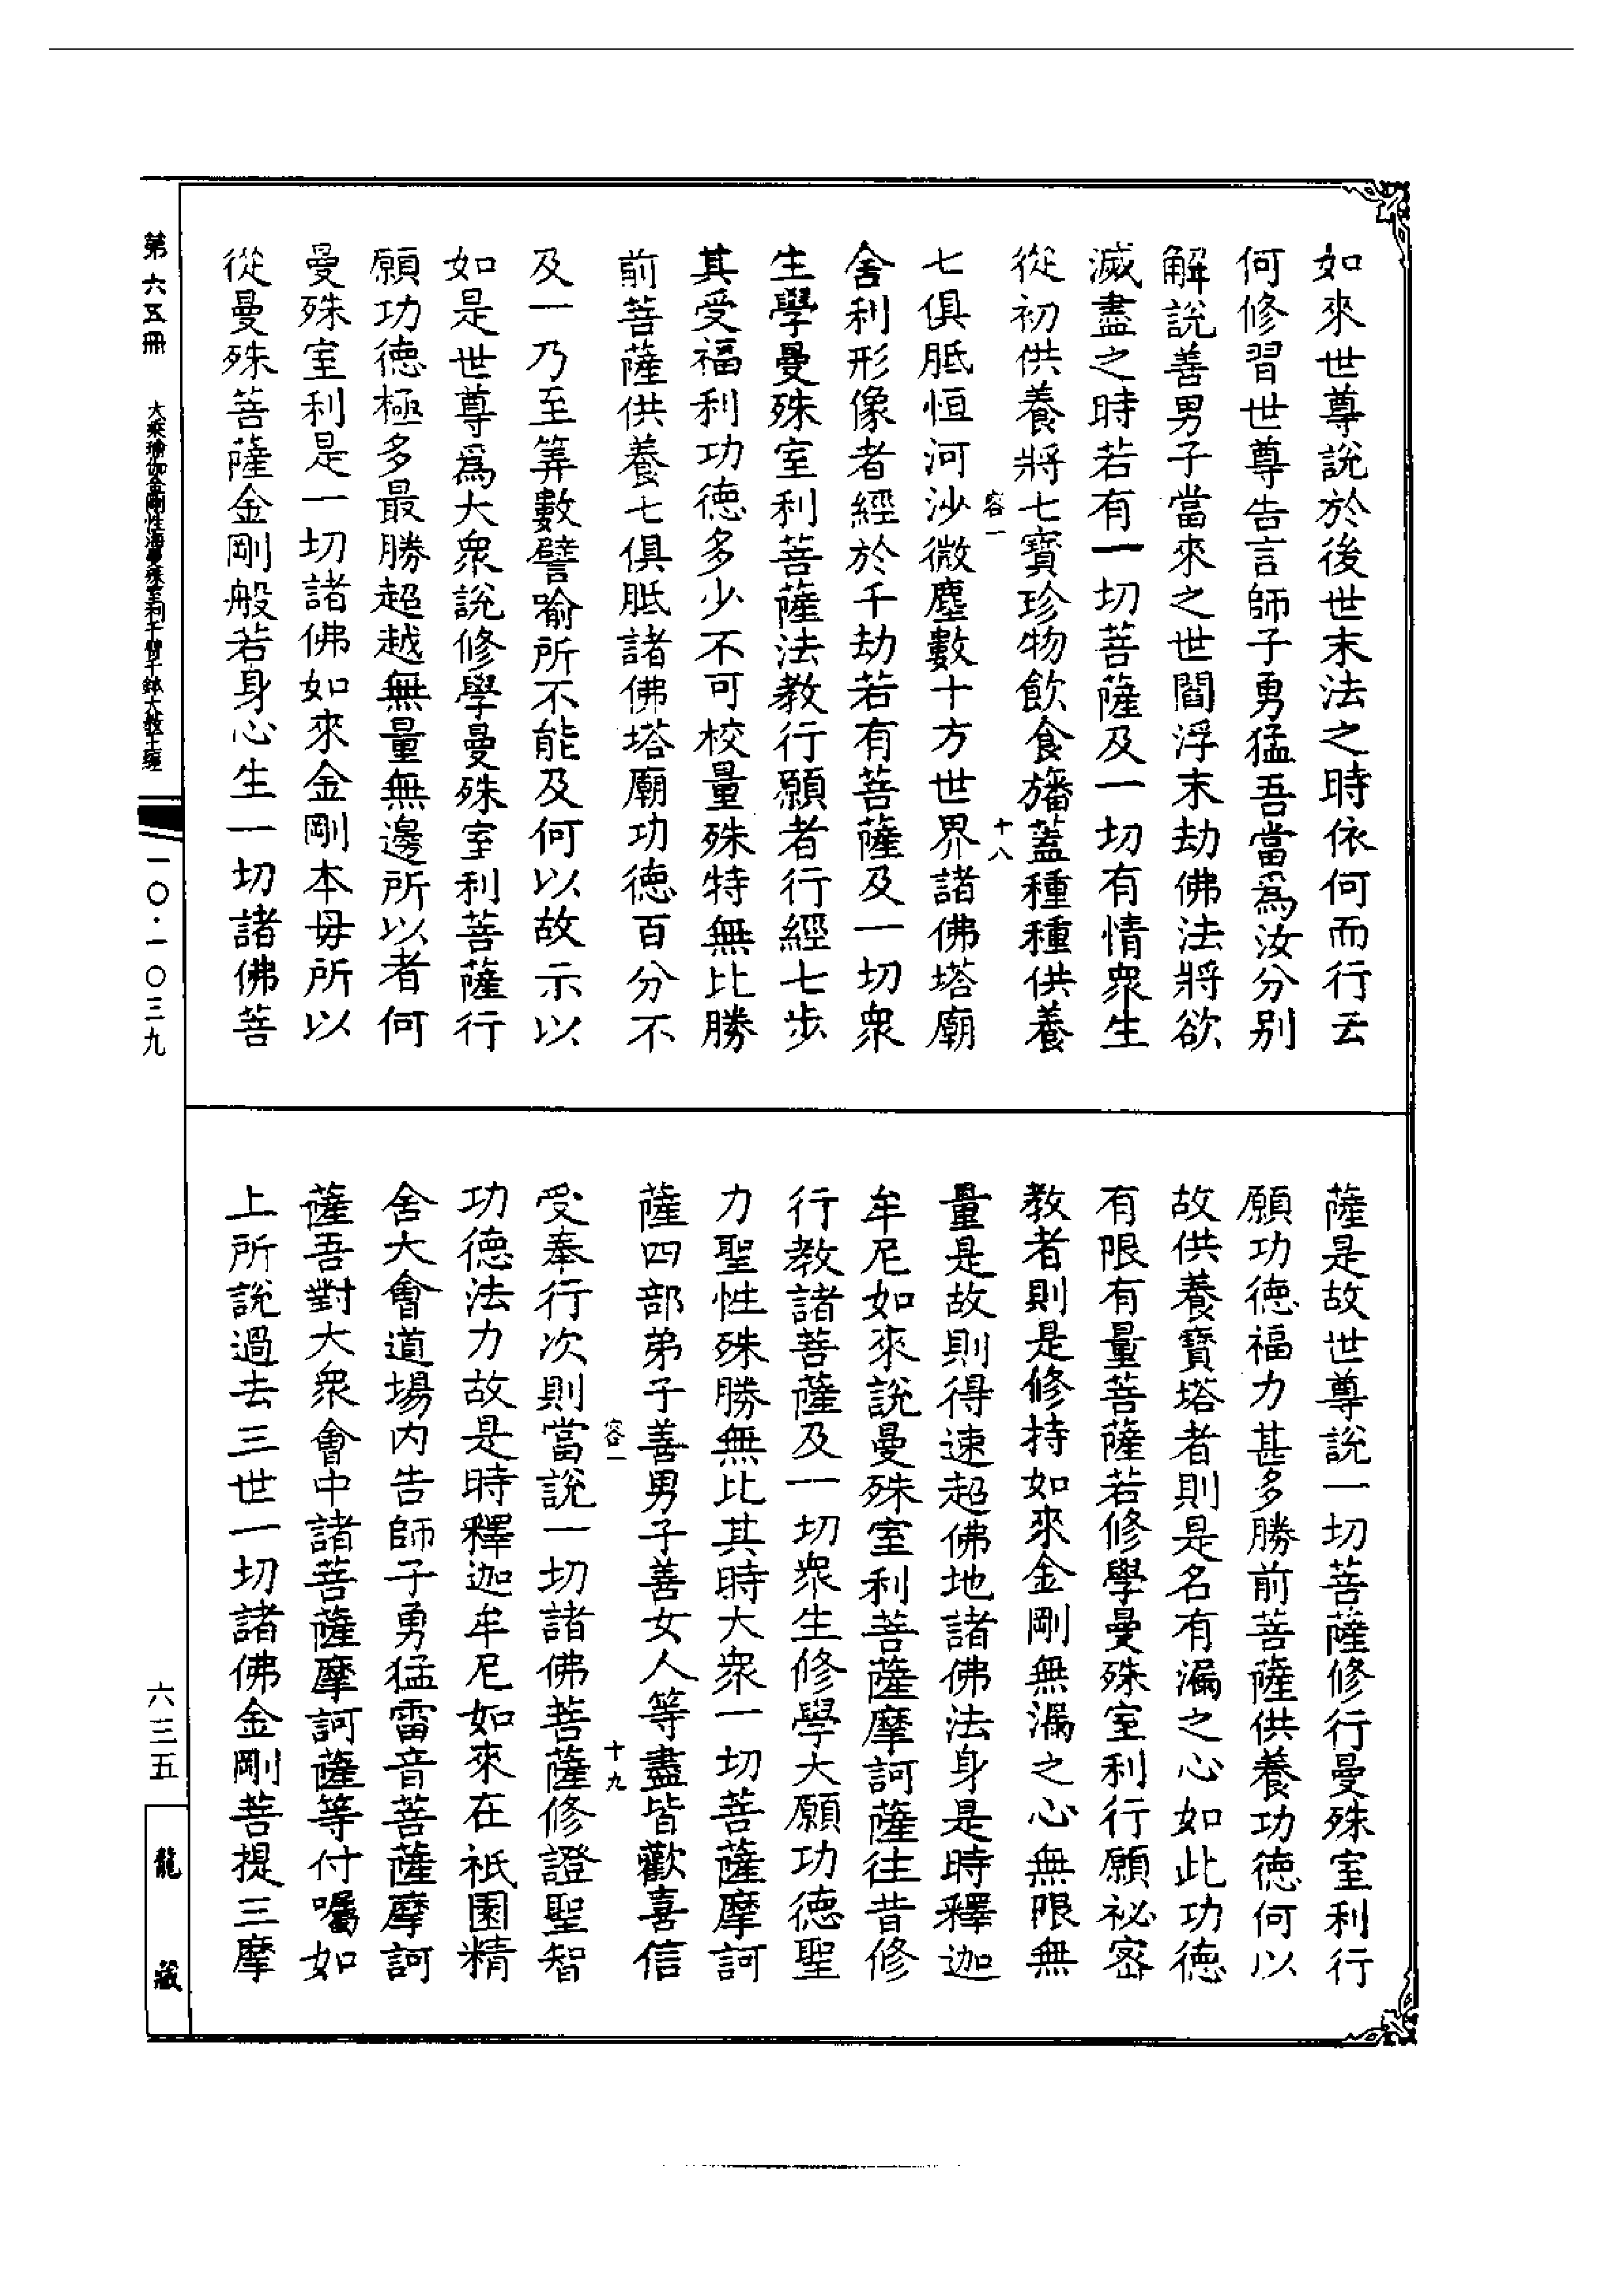 如來世尊說於後世末法之時依何而行云
何修習世尊告言師子勇猛吾當為汝分別
解說善男子當來之世閻浮末劫佛法將欲
滅盡之時若有一切菩薩及一切有情眾生
從初供養將七寶珍物飲食旛蓋種種供養
容一 十八
七俱胝恒河沙微塵數十方世界諸佛塔廟
舍利形像者經於千劫若有菩薩及一切眾
生學曼殊室利菩薩法教行願者行經七步
其受福利功德多少不可校量殊特無比勝
前菩薩供養七俱胝諸佛塔廟功德百分不
及一乃至筭數譬喻所不能及何以故示以
如是世尊爲大衆說修學曼殊室利菩薩行
願功德極多最勝超越無量無邊所以者何
曼殊室利是一切諸佛如來金剛本母所以
從曼殊菩薩金剛般若身心生一切諸佛菩
薩是故世尊說一切菩薩修行曼殊室利行
願功德福力甚多勝前菩薩供養功德何以
故供養寶塔者則是名有漏之心如此功德
有限有量菩薩若修學曼殊室利行願祕密
教者則是修持如來金剛無漏之心無限無
量是故則得速超佛地諸佛法身是時釋迦
牟尼如來說曼殊室利菩薩摩訶薩往昔修
行教諸菩薩及一切衆生修學大願功德聖
力聖性殊勝無比其時大衆一切菩薩摩訶
薩四部弟子善男子善女人等盡皆歡喜信
容一 十九
受奉行次則當說一切諸佛菩薩修證聖智
功德法力故是時釋迦牟尼如來在祇園精
舍大會道場内告師子勇猛雷音菩薩摩訶
薩吾對大衆會中諸菩薩摩訶薩等付囑如
上所說過去三世一切諸佛金剛菩提三摩
第六五冊 大乘瑜伽金剛性海曼殊室利千臂千鉢大教王經
一〇·一〇三九
六三五
龍藏